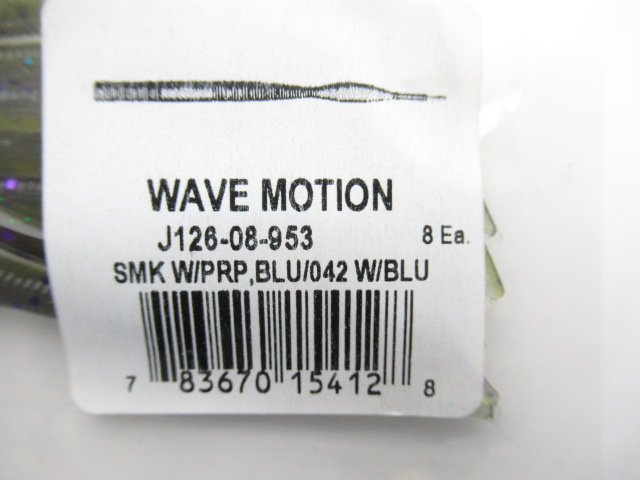 WAVE MOTION
J126-08-953 8 Ea.
SMK W/PRP,BLU/042 W/BLU
7 83670 15412 8